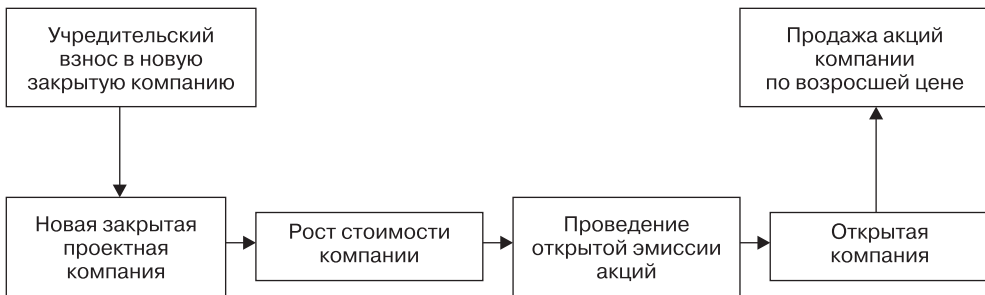 Учредительский
взнос в новую
закрытую компанию
Продажа акций
компании
по возросшей цене
Новая закрытая
проектная
компания
Рост стоимости
компании
Проведение
открытой эмиссии
акций
Открытая
компания